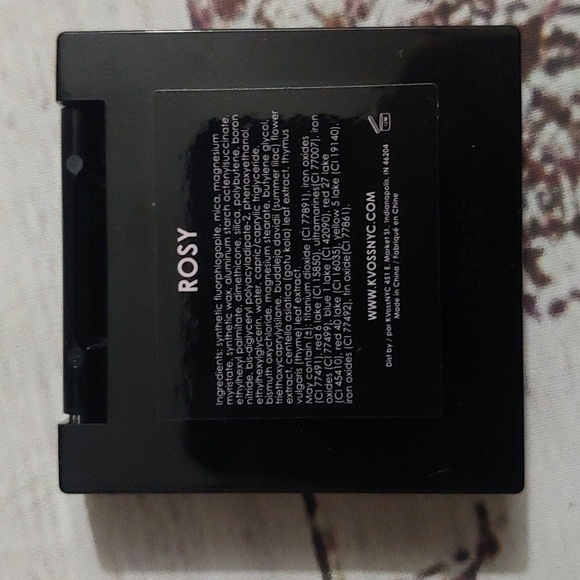 ROSY
Ingredients: synthetic fluorphlogopite, mica, magnesium
myristate, synthetic wax, aluminum starch octenylsuccinate,
ethylhexyl palmitate, dimethicone, silica, polybutene, boron
nitride, bis-diglyceryl polyacyladipate-2, phenoxyethanol,
ethylhexylglycerin, water, capric/caprylic triglyceride,
bismuth oxychloride, magnesium stearate, butylene glycol,
triethoxycaprylylsilane, buddleja davidii (summer lilac) flower
extract, centella asiatica (gotu kola) leaf extract, thymus
vulgaris (thyme) leaf extract.
May contain (±): titanium dioxide (CI 77891), iron oxides
(CI 77491), red 6 lake (CI 15850), ultramarines(CI 77007), iron
oxides (CI 77499), blue 1 lake (CI 42090), red 27 lake
(CI 45410), red 40 lake (CI 16035), yellow 5 lake (CI 19140),
iron oxides (CI 77492), tin oxide(CI 77861).
WWW.KVOSSNYC.COM
Dist by / par KVossNYC 431 E. Market St., Indianapolis, IN 46204
Made in China / Fabriqué en Chine